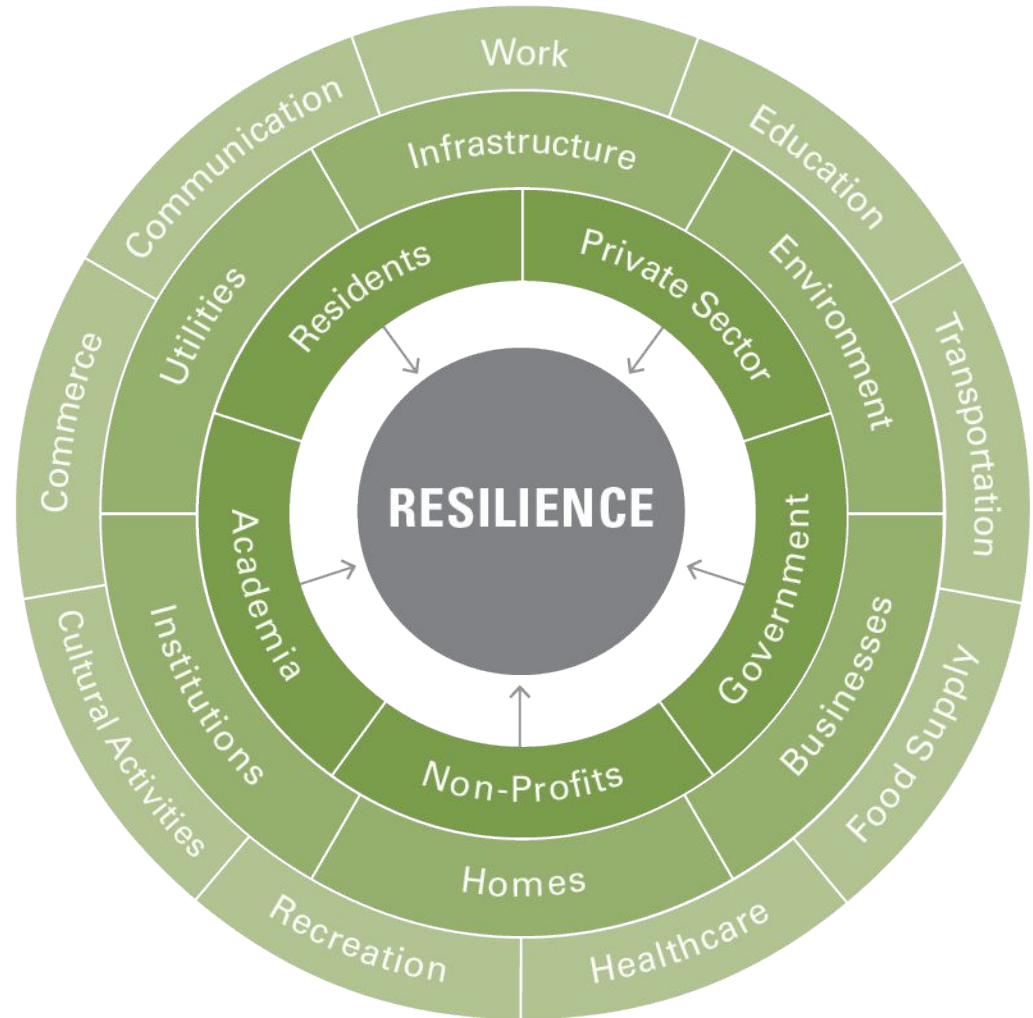 Work
Education
Transportation
Food Supply
Healthcare
Recreation
Cultural Activities
Commerce
Communication
Infrastructure
Environment
Businesses
Homes
Institutions
Utilities
Residents
Private Sector
Government
Non-Profits
Academia
RESILIENCE